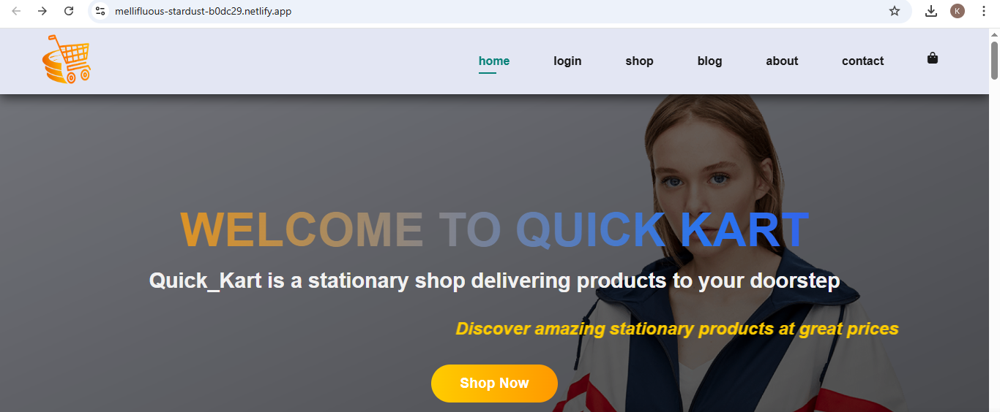 mellifluous-stardust-b0dc29.netlify.app
K
home login shop blog about contact
WELCOME TO QUICK KART
Quick_Kart is a stationary shop delivering products to your doorstep
Discover amazing stationary products at great prices
Shop Now